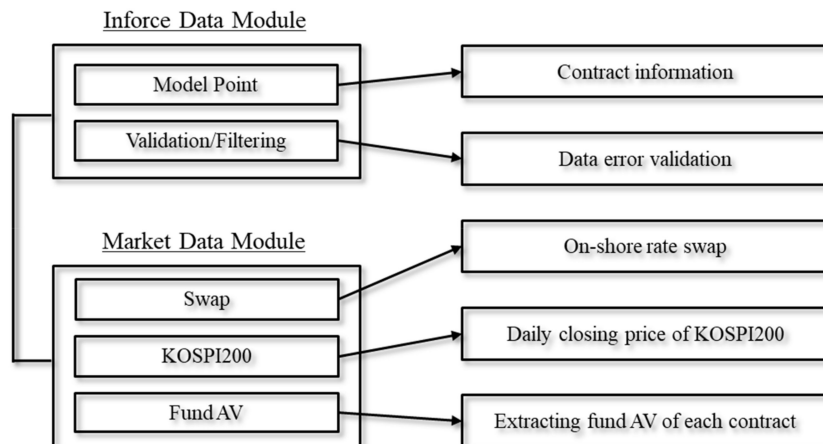 Inforce Data Module
Model Point
Contract information
Validation/Filtering
Data error validation
Market Data Module
On-shore rate swap
Swap
KOSPI200
Daily closing price of KOSPI200
Fund AV
Extracting fund AV of each contract